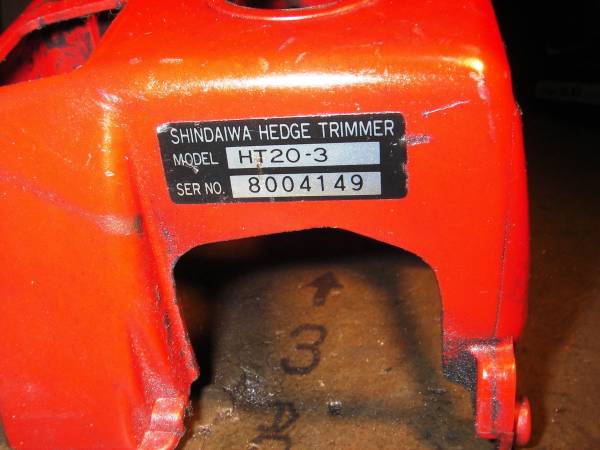 SHINDAIWA HEDGE TRIMMER
MODEL HT20-3
SER NO. 8004149
3